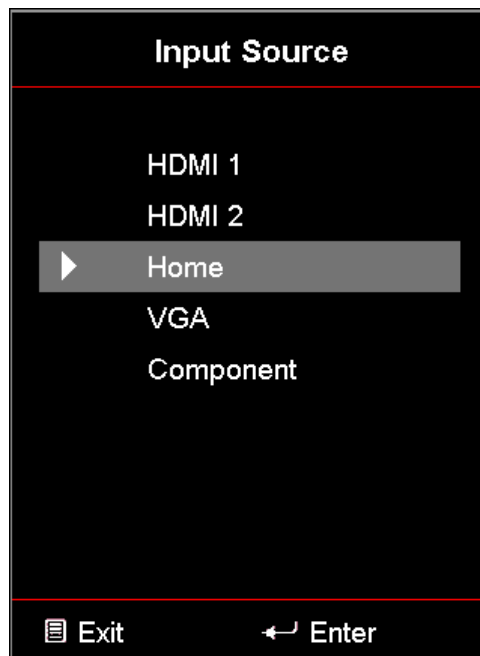 Input Source
HDMI 1
HDMI 2
Home
VGA
Component
Exit Enter